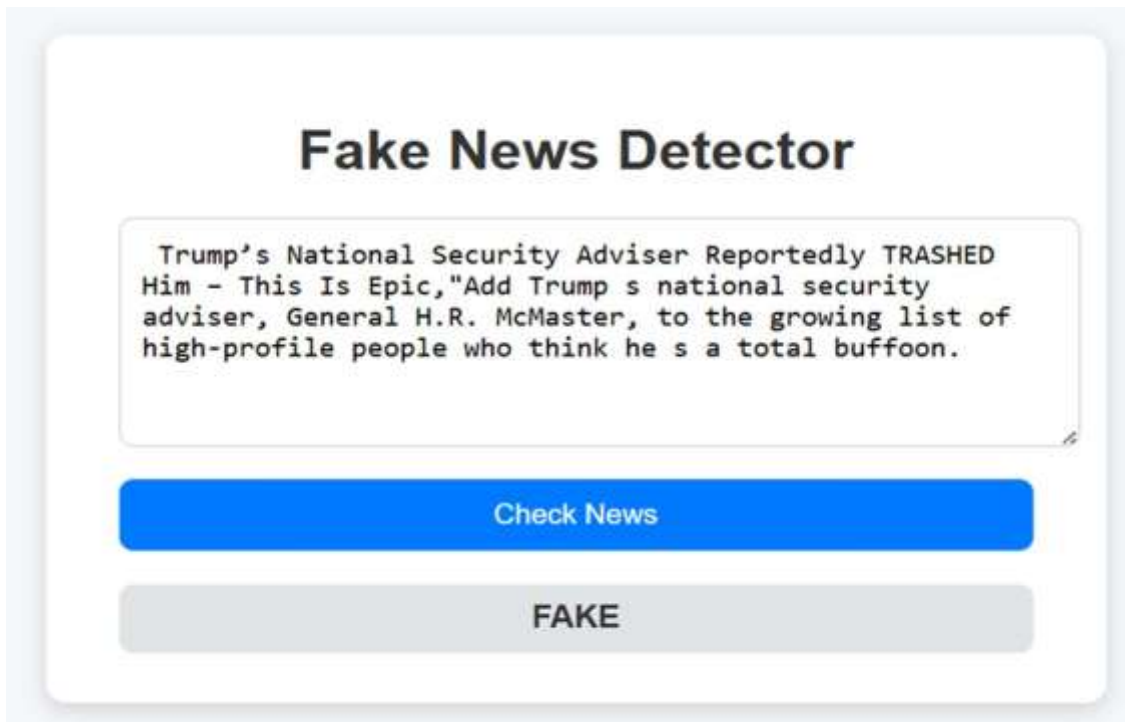 Fake News Detector
Trump’s National Security Adviser Reportedly TRASHED
Him – This Is Epic,"Add Trump s national security
adviser, General H.R. McMaster, to the growing list of
high-profile people who think he s a total buffoon.
Check News
FAKE